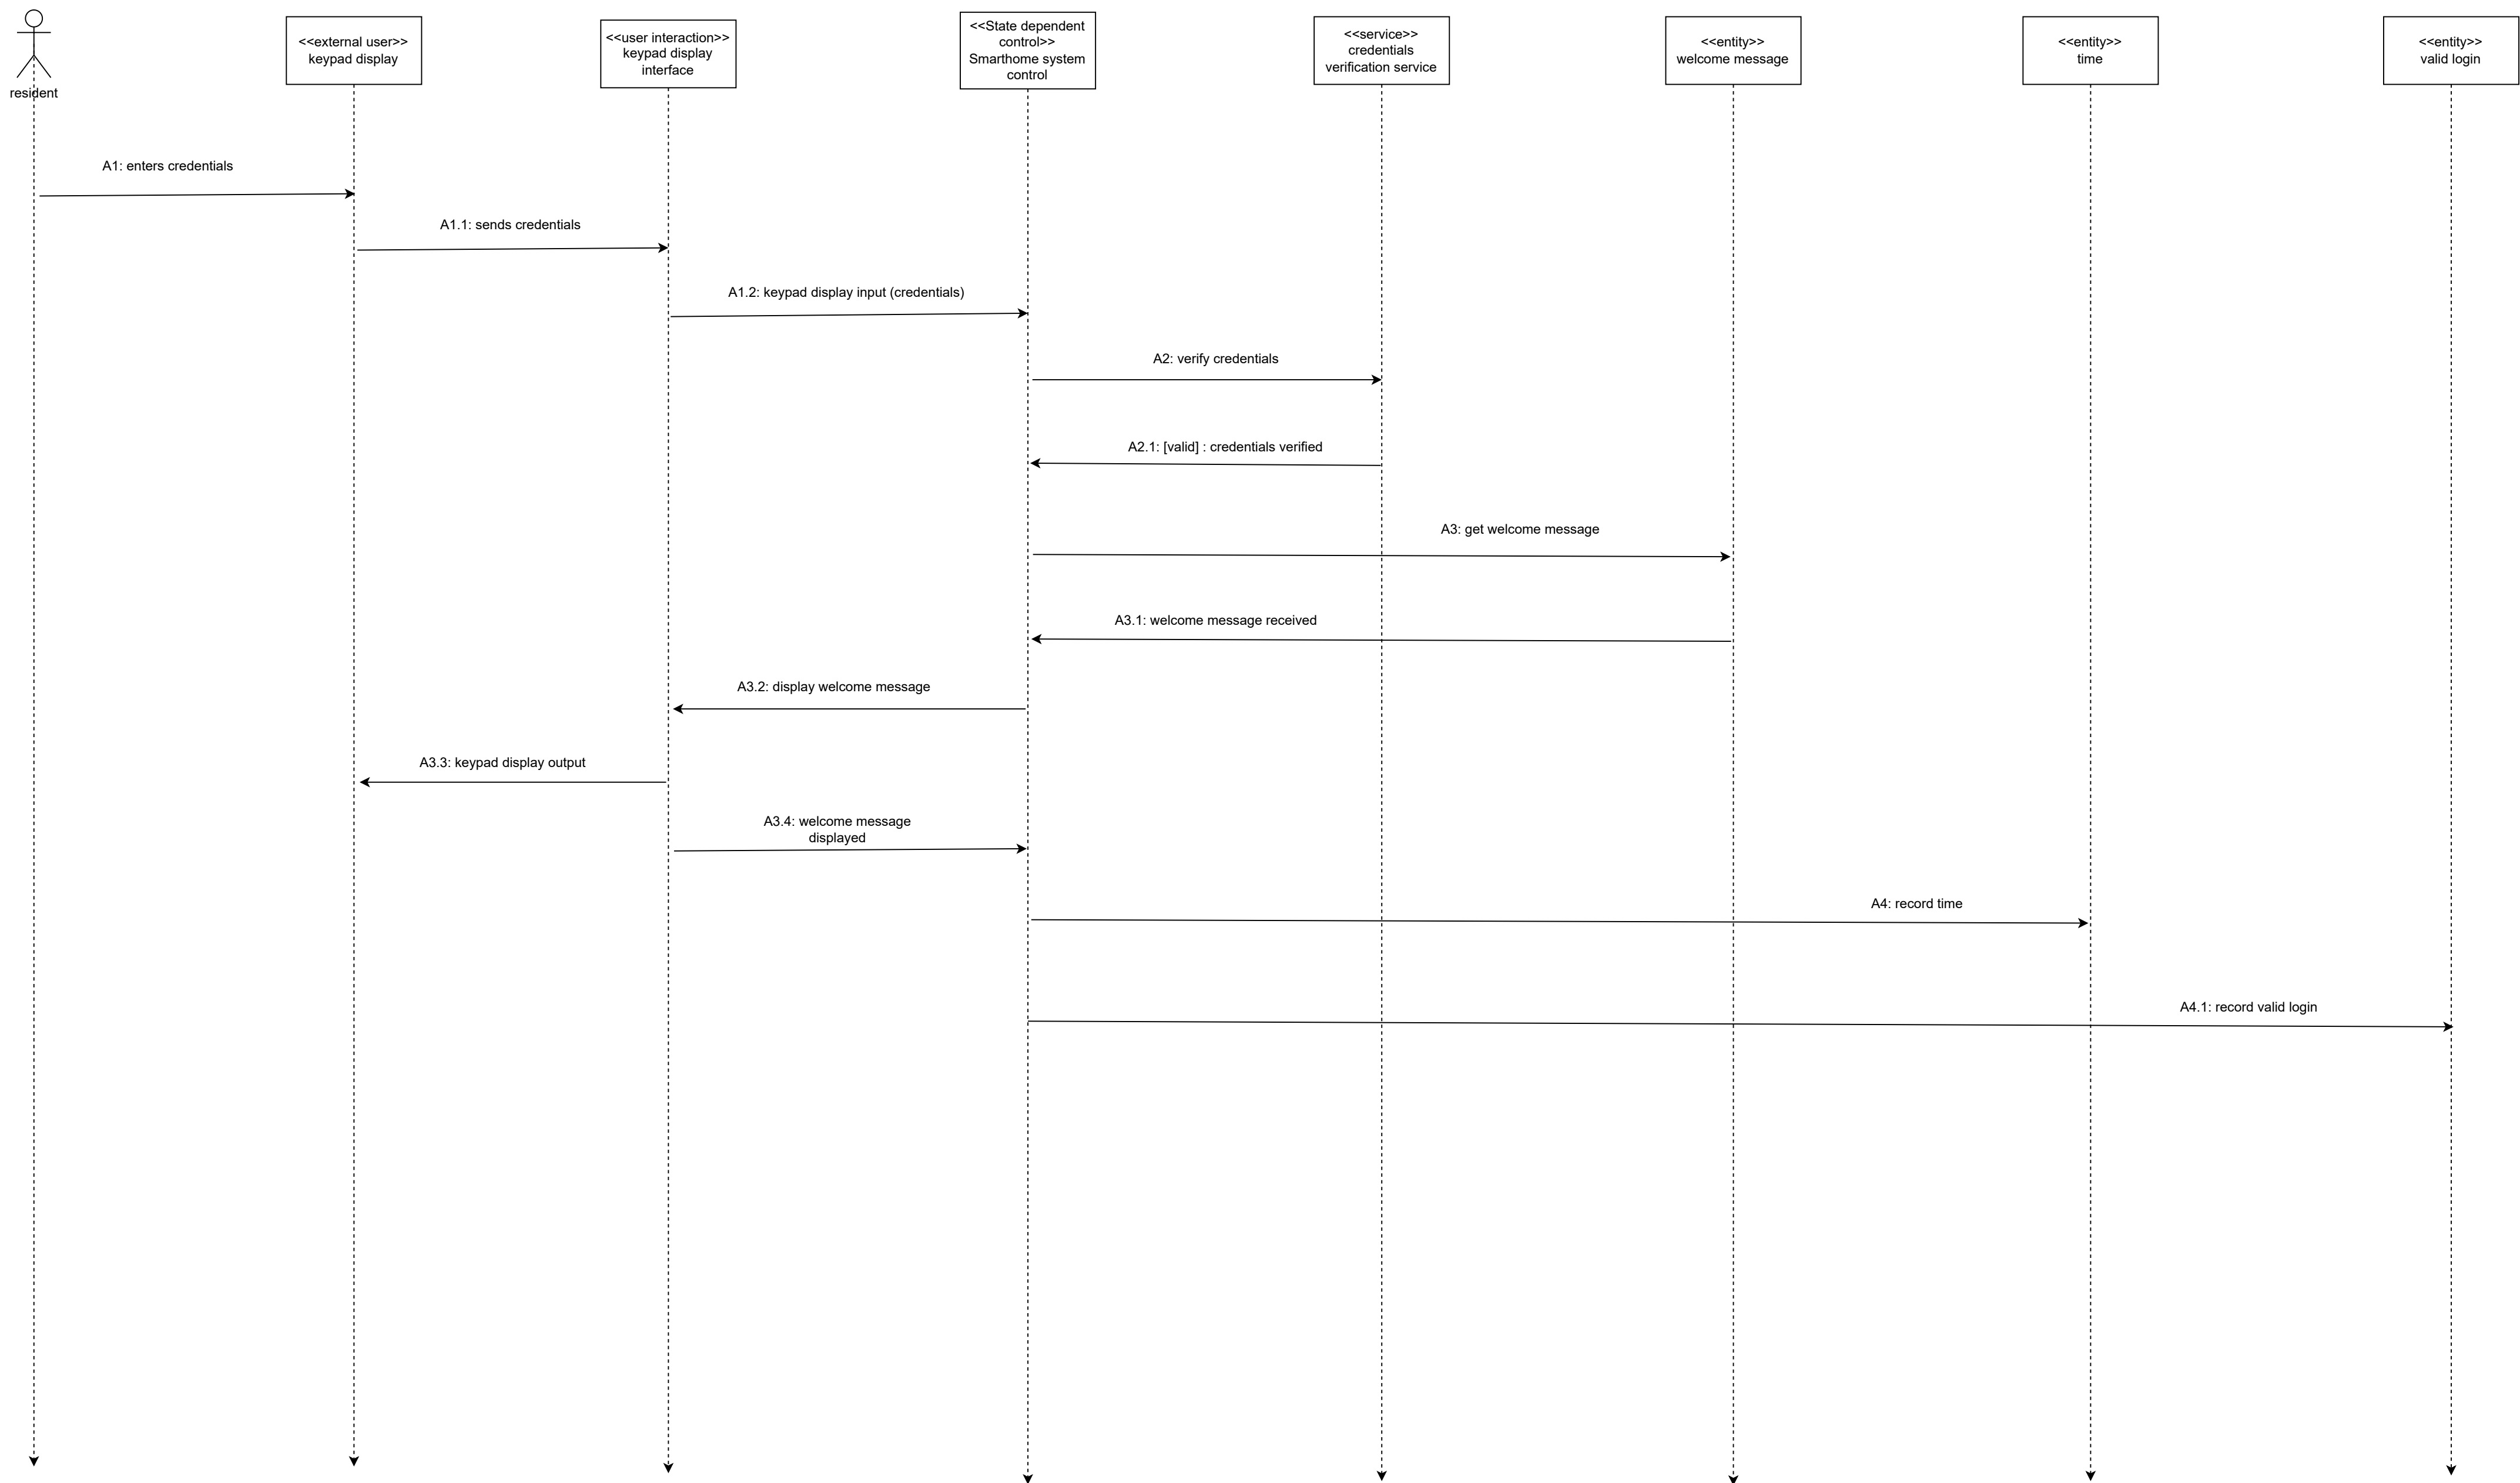 resident
<<external user>>
keypad display
<<user interaction>>
keypad display
interface
<<State dependent
control>>
Smarthome system
control
<<service>>
credentials
verification service
<<entity>>
welcome message
<<entity>>
time
<<entity>>
valid login
A1: enters credentials
A1.1: sends credentials
A1.2: keypad display input (credentials)
A2: verify credentials
A2.1: [valid] : credentials verified
A3: get welcome message
A3.1: welcome message received
A3.2: display welcome message
A3.3: keypad display output
A3.4: welcome message
displayed
A4: record time
A4.1: record valid login